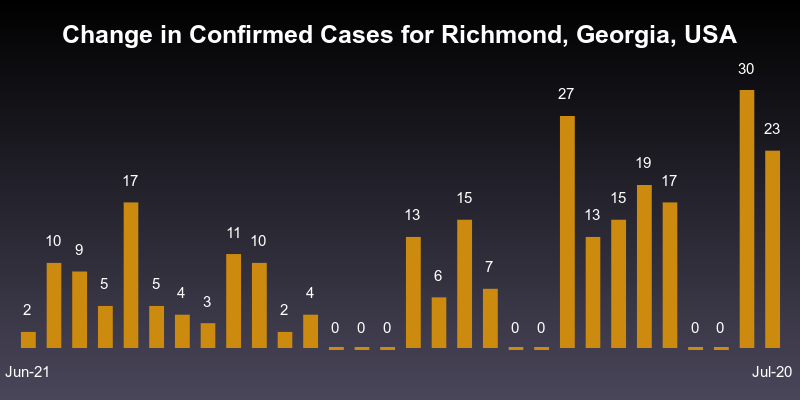 Change in Confirmed Cases for Richmond, Georgia, USA
2 10 9 5 17 5 4 3 11 10 2 4 0 0 0 13 6 15 7 0 0 27 13 15 19 17 0 0 30 23
Jun-21 Jul-20